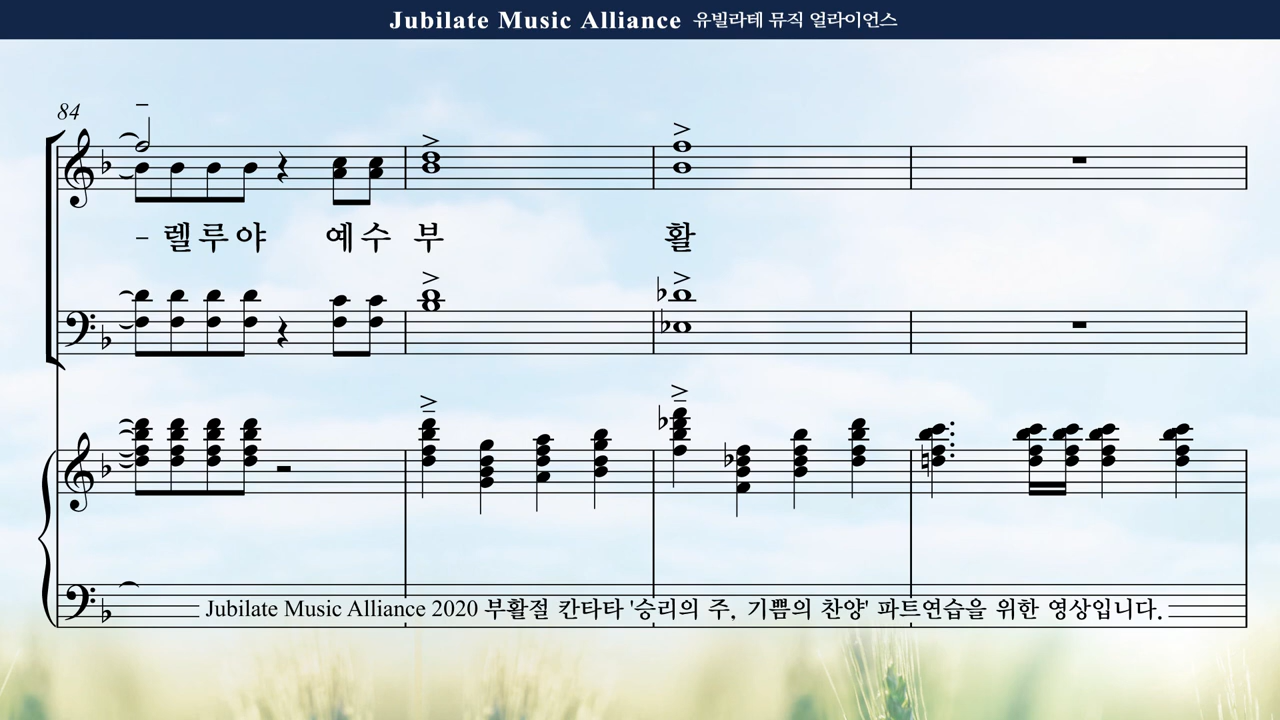 Jubilate Music Alliance 유빌라테 뮤직 얼라이언스
84
- 렐루야 예수 부 활
Jubilate Music Alliance 2020 부활절 칸타타 '승리의 주, 기쁨의 찬양' 파트연습을 위한 영상입니다.